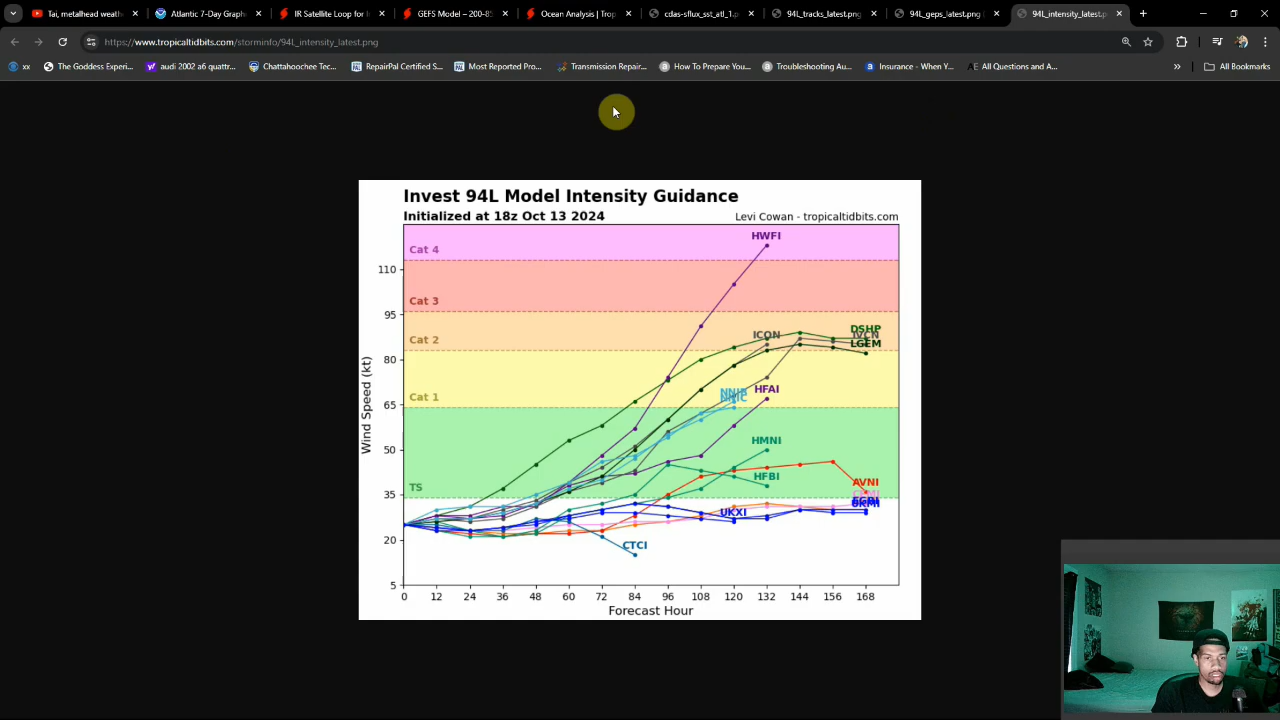 Tai, metalhead weath
Atlantic 7-Day Graph
IR Satellite Loop for I
GEFS Model – 200-85
Ocean Analysis | Trop
cdas-sflux_sst_atl_1.p
94L_tracks_latest.png
94L_geps_latest.png
94L_intensity_latest.p
https://www.tropicaltidbits.com/storminfo/94L_intensity_latest.png
xx
The Goddess Experi...
audi 2002 a6 quattr...
Chattahoochee Tec...
RepairPal Certified S...
Most Reported Pro...
Transmission Repair...
How To Prepare You...
Troubleshooting Au...
Insurance - When Y...
All Questions and A...
All Bookmarks
Invest 94L Model Intensity Guidance
Initialized at 18z Oct 13 2024
Levi Cowan - tropicaltidbits.com
HWFI
Cat 4
110
Cat 3
95
DSHP
ICON
IVCN
Cat 2
LGEM
80
Wind Speed (kt)
HFAI
Cat 1
NNIC
65
HMNI
50
HFBI
AVNI
TS
35
UKMI
UKXI
20
CTCI
5
0 12 24 36 48 60 72 84 96 108 120 132 144 156 168
Forecast Hour